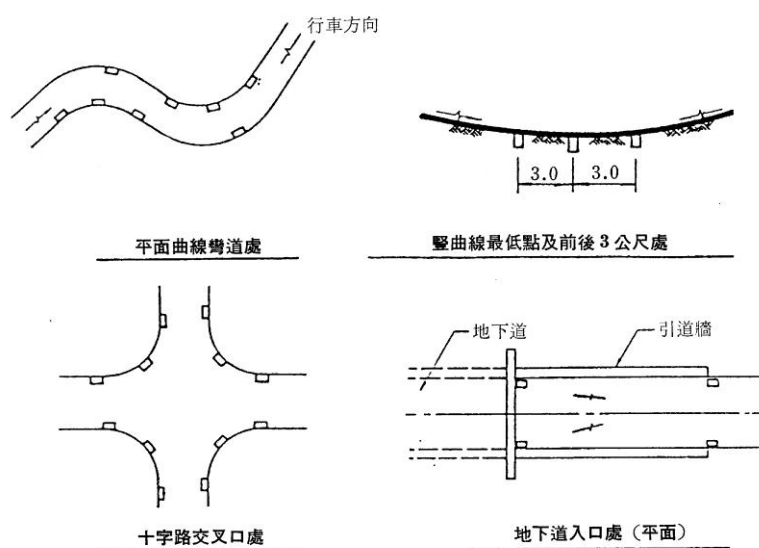 行車方向
3.0
3.0
平面曲線彎道處
豎曲線最低點及前後3公尺處
地下道
引道牆
十字路交叉口處
地下道入口處（平面）